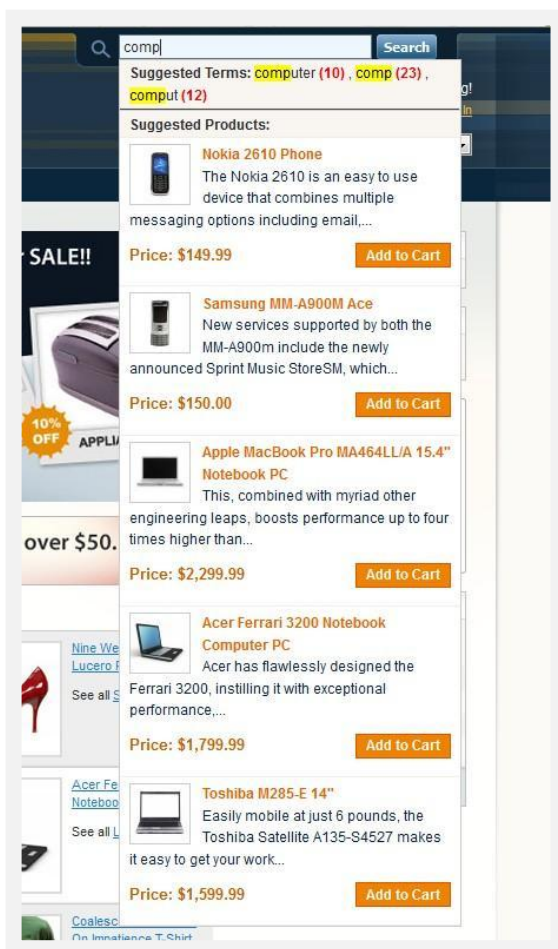 comp
Search
Suggested Terms: computer (10) , comp (23) ,
comput (12)
g!
In
Suggested Products:
Nokia 2610 Phone
The Nokia 2610 is an easy to use
device that combines multiple
messaging options including email,...
Price: $149.99
Add to Cart
SALE!!
Samsung MM-A900M Ace
New services supported by both the
MM-A900m include the newly
announced Sprint Music StoreSM, which...
Price: $150.00
Add to Cart
10%
OFF
APPLI
Apple MacBook Pro MA464LL/A 15.4"
Notebook PC
This, combined with myriad other
engineering leaps, boosts performance up to four
times higher than...
over $50.
Price: $2,299.99
Add to Cart
Acer Ferrari 3200 Notebook
Computer PC
Acer has flawlessly designed the
Ferrari 3200, instilling it with exceptional
performance,...
Nine We
Lucero
See all S
Price: $1,799.99
Add to Cart
Toshiba M285-E 14"
Easily mobile at just 6 pounds, the
Toshiba Satellite A135-S4527 makes
it easy to get your work...
Acer Fe
Noteboo
See all L
Price: $1,599.99
Add to Cart
Coalesc
On Impatience T-Shirt